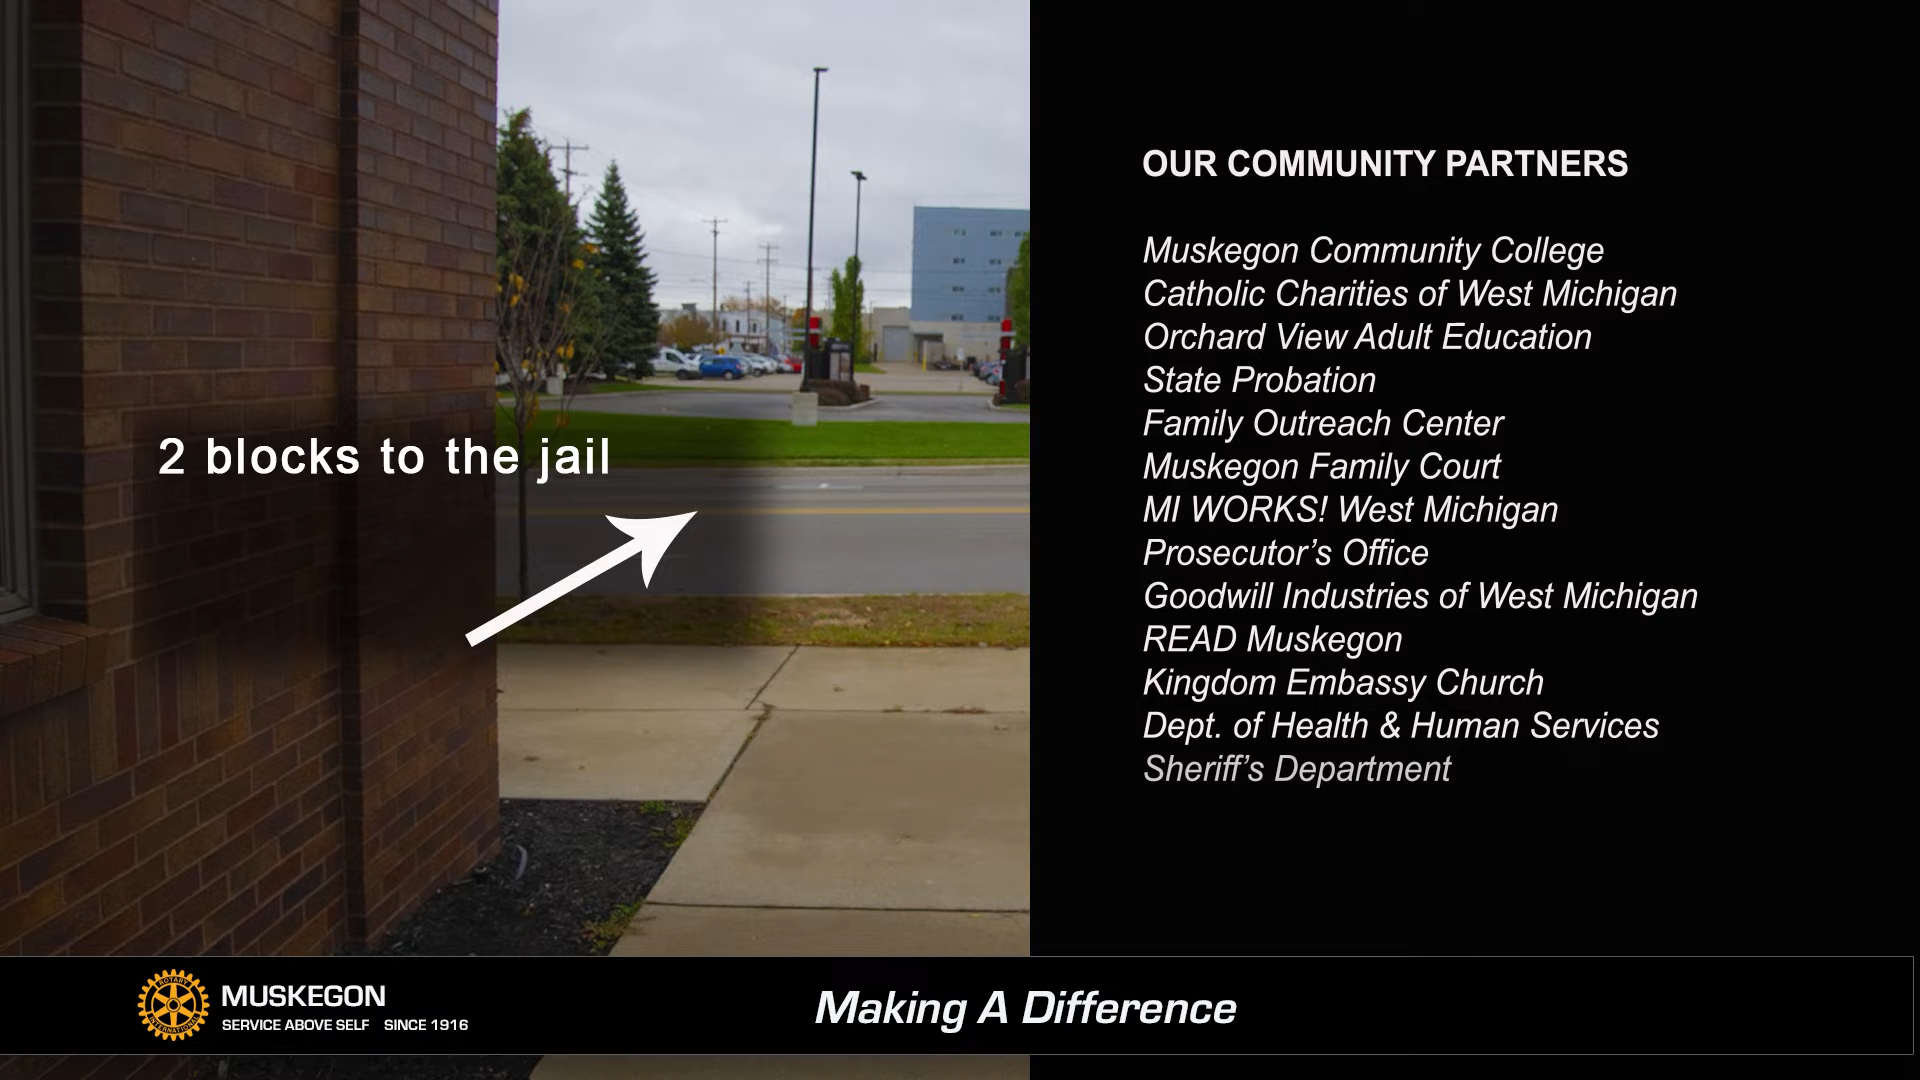 2 blocks to the jail
OUR COMMUNITY PARTNERS
Muskegon Community College
Catholic Charities of West Michigan
Orchard View Adult Education
State Probation
Family Outreach Center
Muskegon Family Court
MI WORKS! West Michigan
Prosecutor’s Office
Goodwill Industries of West Michigan
READ Muskegon
Kingdom Embassy Church
Dept. of Health & Human Services
Sheriff’s Department
ROTARY
INTERNATIONAL
MUSKEGON
SERVICE ABOVE SELF SINCE 1916
Making A Difference